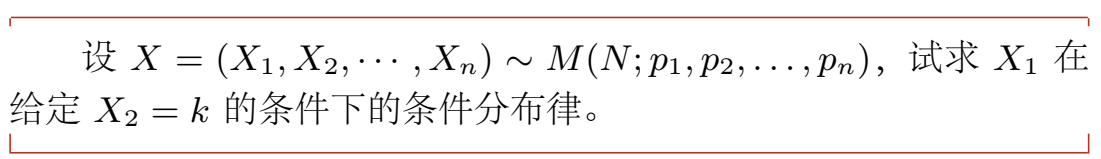 设 X = (X₁, X₂, ⋯ , Xₙ) ∼ M(N; p₁, p₂, . . . , pₙ)，试求 X₁ 在
给定 X₂ = k 的条件下的条件分布律。